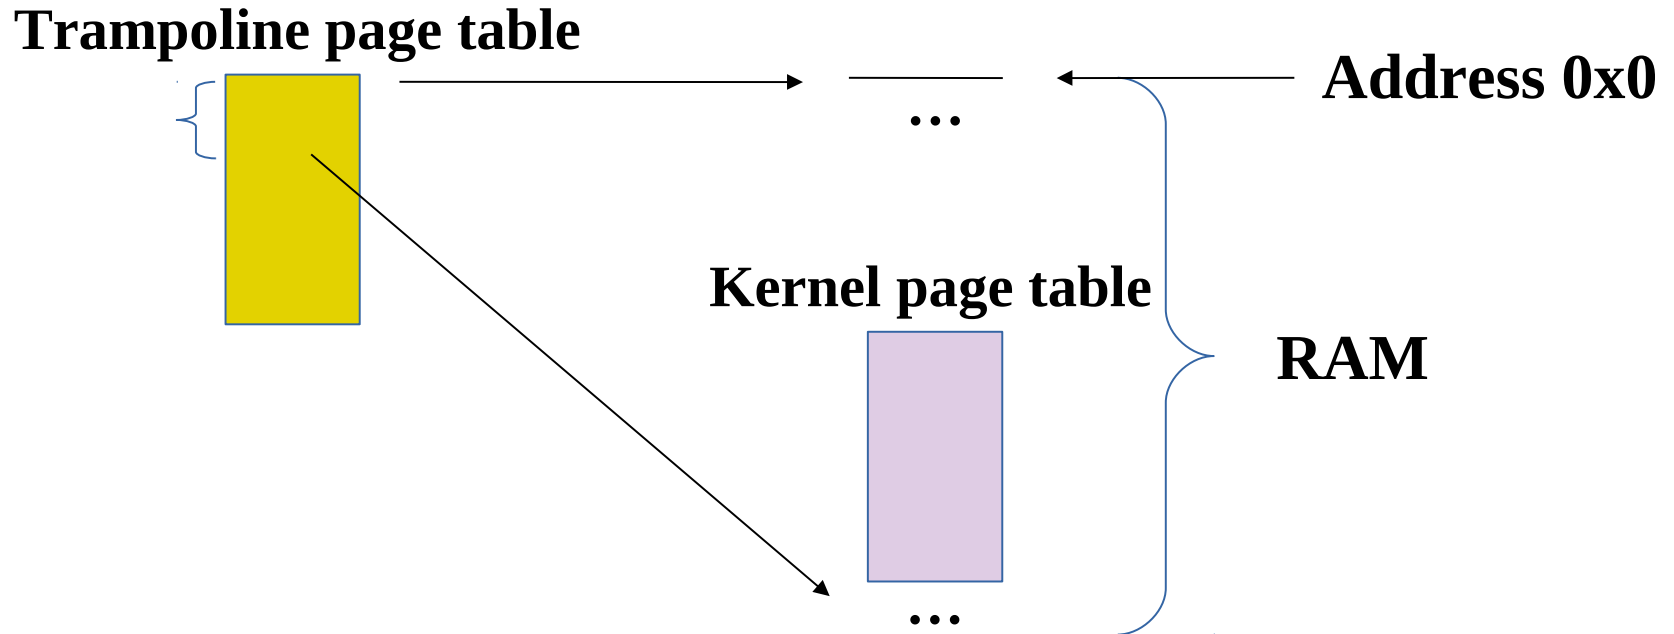 Trampoline page table
Address 0x0
...
Kernel page table
RAM
...